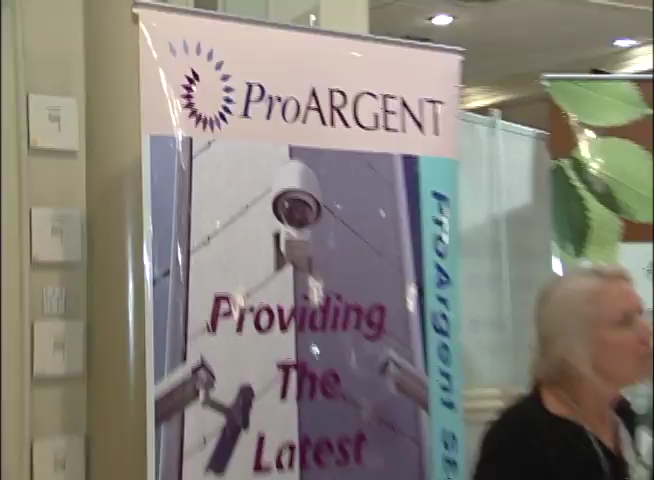 ProARGENT
Providing
The
Latest
ProArgent